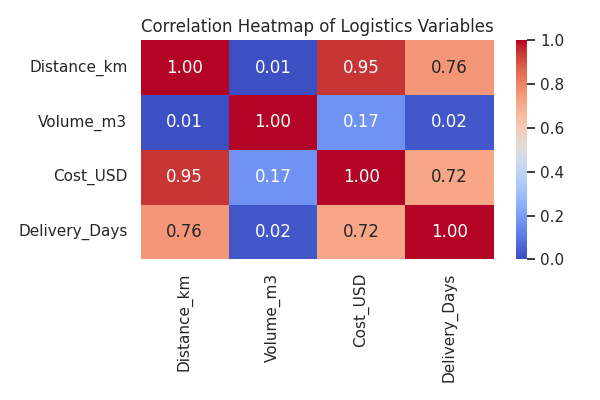 Correlation Heatmap of Logistics Variables
Distance_km 1.00 0.01 0.95 0.76
Volume_m3 0.01 1.00 0.17 0.02
Cost_USD 0.95 0.17 1.00 0.72
Delivery_Days 0.76 0.02 0.72 1.00
Distance_km
Volume_m3
Cost_USD
Delivery_Days
1.0
0.8
0.6
0.4
0.2
0.0